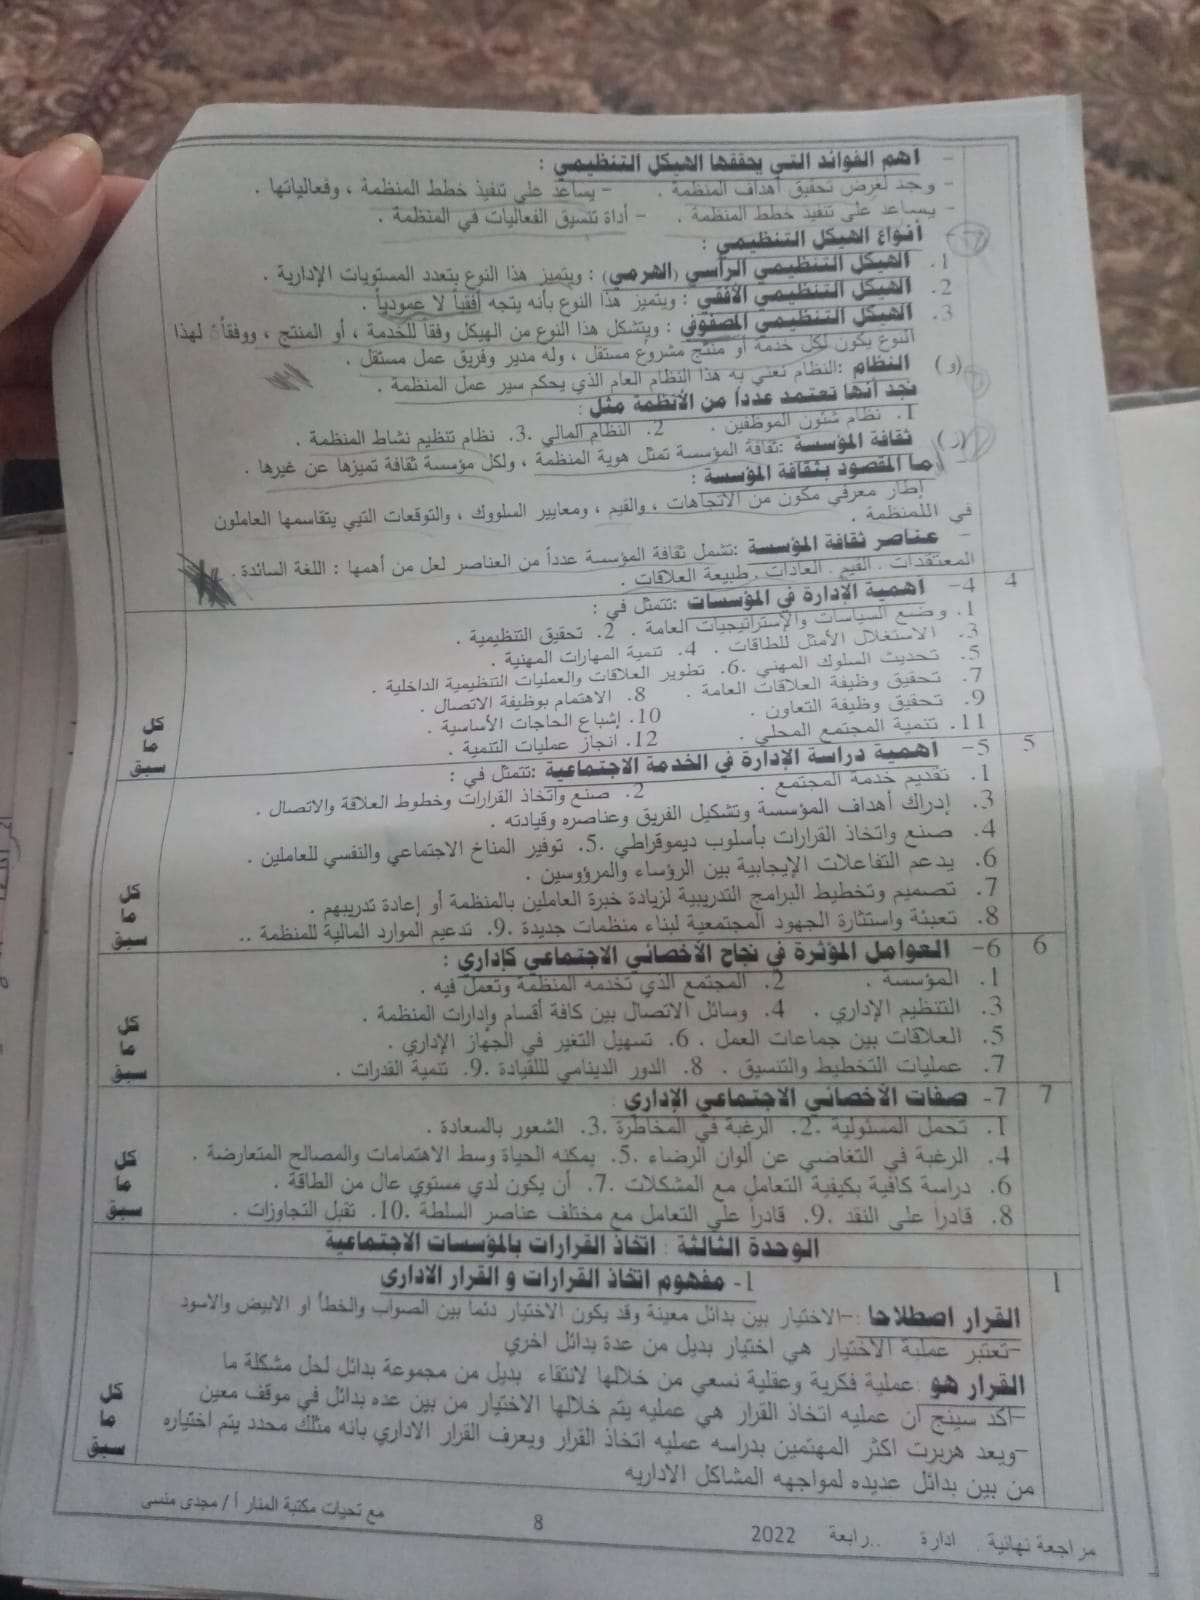 - اهم الفوائد التي يحققها الهيكل التنظيمي :
- وجد لغرض تحقيق أهداف المنظمة . - يساعد علي تنفيذ خطط المنظمة ، وفعالياتها .
- يساعد على تنفيذ خطط المنظمة . - أداة تنسيق الفعاليات في المنظمة .
- أنواع الهيكل التنظيمي :
1. الهيكل التنظيمي الرأسي (الهرمي) : ويتميز هذا النوع بتعدد المستويات الإدارية .
2. الهيكل التنظيمي الأفقي : ويتميز هذا النوع بأنه يتجه أفقياً لا عمودياً .
3. الهيكل التنظيمي المصفوفي : ويتشكل هذا النوع من الهيكل وفقاً للخدمة ، أو المنتج ، ووفقاً لهذا
النوع يكون لكل خدمة أو منتج مشروع مستقل ، وله مدير وفريق عمل مستقل .
(و) النظام :النظام نعني به هذا النظام العام الذي يحكم سير عمل المنظمة .
نجد أنها تعتمد عدداً من الأنظمة مثل :
1. نظام شئون الموظفين . 2. النظام المالي .3. نظام تنظيم نشاط المنظمة .
(ز) ثقافة المؤسسة :ثقافة المؤسسة تمثل هوية المنظمة ، ولكل مؤسسة ثقافة تميزها عن غيرها .
ما المقصود بثقافة المؤسسة :
إطار معرفي مكون من الاتجاهات ، والقيم ، ومعايير السلووك ، والتوقعات التيي يتقاسمها العاملون
في اللمنظمة .
- عناصر ثقافة المؤسسة :تشمل ثقافة المؤسسة عدداً من العناصر لعل من أهمها : اللغة السائدة .
المعتقدات . القيم . العادات . طبيعة العلاقات .
4 4- اهمية الإدارة في المؤسسات :تتمثل في :
1. وضع السياسات والإستراتيجيات العامة . 2. تحقيق التنظيمية .
3. الاستغلال الأمثل للطاقات . 4. تنمية المهارات المهنية .
5. تحديث السلوك المهني .6. تطوير العلاقات والعمليات التنظيمية الداخلية .
7. تحقيق وظيفة العلاقات العامة . 8. الاهتمام بوظيفة الاتصال .
9. تحقيق وظيفة التعاون . 10. إشباع الحاجات الأساسية .
11. تنمية المجتمع المحلي . 12. انجاز عمليات التنمية .
كل
ما
سبق
5 5- اهمية دراسة الإدارة في الخدمة الاجتماعية :تتمثل في :
1. تقديم خدمة المجتمع . 2. صنع واتخاذ القرارات وخطوط العلاقة والاتصال .
3. إدراك أهداف المؤسسة وتشكيل الفريق وعناصره وقيادته .
4. صنع واتخاذ القرارات بأسلوب ديموقراطي .5. توفير المناخ الاجتماعي والنفسي للعاملين .
6. يدعم التفاعلات الإيجابية بين الرؤساء والمرؤوسين .
7. تصميم وتخطيط البرامج التدريبية لزيادة خبرة العاملين بالمنظمة أو إعادة تدريبهم .
8. تعبئة واستثارة الجهود المجتمعية لبناء منظمات جديدة .9. تدعيم الموارد المالية للمنظمة ..
كل
ما
سبق
6 6- العوامل المؤثرة في نجاح الأخصائي الاجتماعي كإداري :
1. المؤسسة . 2. المجتمع الذي تخدمه المنظمة وتعمل فيه .
3. التنظيم الإداري . 4. وسائل الاتصال بين كافة أقسام وإدارات المنظمة .
5. العلاقات بين جماعات العمل . 6. تسهيل التغير في الجهاز الإداري .
7. عمليات التخطيط والتنسيق . 8. الدور الدينامي لللقيادة .9. تنمية القدرات .
كل
ما
سبق
7 7- صفات الأخصائي الاجتماعي الإداري :
1. تحمل المسئولية .2. الرغبة في المخاطرة .3. الشعور بالسعادة .
4. الرغبة في التغاضي عن ألوان الرضاء .5. يمكنه الحياة وسط الاهتمامات والمصالح المتعارضة .
6. دراسة كافية بكيفية التعامل مع المشكلات .7. أن يكون لدي مستوي عال من الطاقة .
8. قادراً على النقد .9. قادراً علي التعامل مع مختلف عناصر السلطة .10. تقبل التجاوزات .
كل
ما
سبق
الوحدة الثالثة : اتخاذ القرارات بالمؤسسات الاجتماعية
1 1- مفهوم اتخاذ القرارات و القرار الادارى
القرار اصطلاحا :-الاختيار بين بدائل معينة وقد يكون الاختيار دئما بين الصواب والخطأ او الابيض والاسود
-تعتبر عملية الاختيار هي اختيار بديل من عدة بدائل اخري
القرار هو :عملية فكرية وعقلية نسعي من خلالها لانتقاء بديل من مجموعة بدائل لحل مشكلة ما
-اكد سينج ان عمليه اتخاذ القرار هي عمليه يتم خلالها الاختيار من بين عده بدائل في موقف معين
-ويعد هربرت اكثر المهتمين بدراسه عمليه اتخاذ القرار ويعرف القرار الاداري بانه مثلك محدد يتم اختياره
من بين بدائل عديده لمواجهه المشاكل الاداريه
كل
ما
سبق
مراجعة نهائية . ادارة ..رابعة 2022 8 مع تحيات مكتبة المنار أ / مجدى منسى